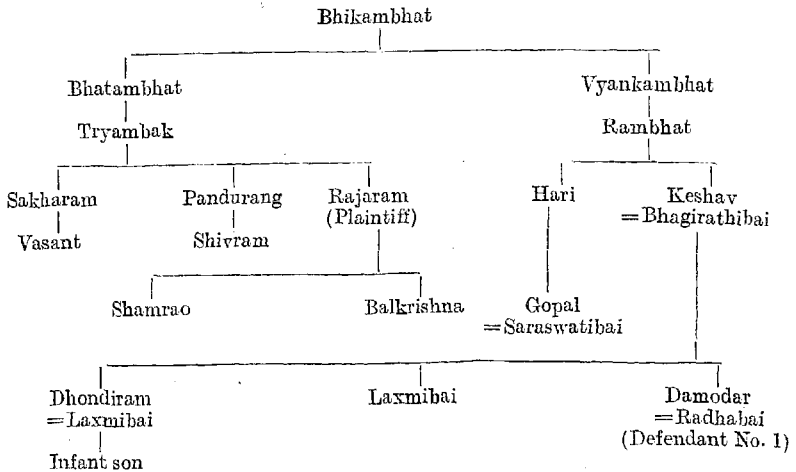 Bhikambhat
Bhatambhat Vyankambhat
Tryambak Rambhat
Sakharam Pandurang Rajaram Hari Keshav
(Plaintiff) =Bhagirathibai
Vasant Shivram
Shamrao Balkrishna Gopal
=Saraswatibai
Dhondiram Laxmibai Damodar
=Laxmibai =Radhabai
(Defendant No. 1)
Infant son